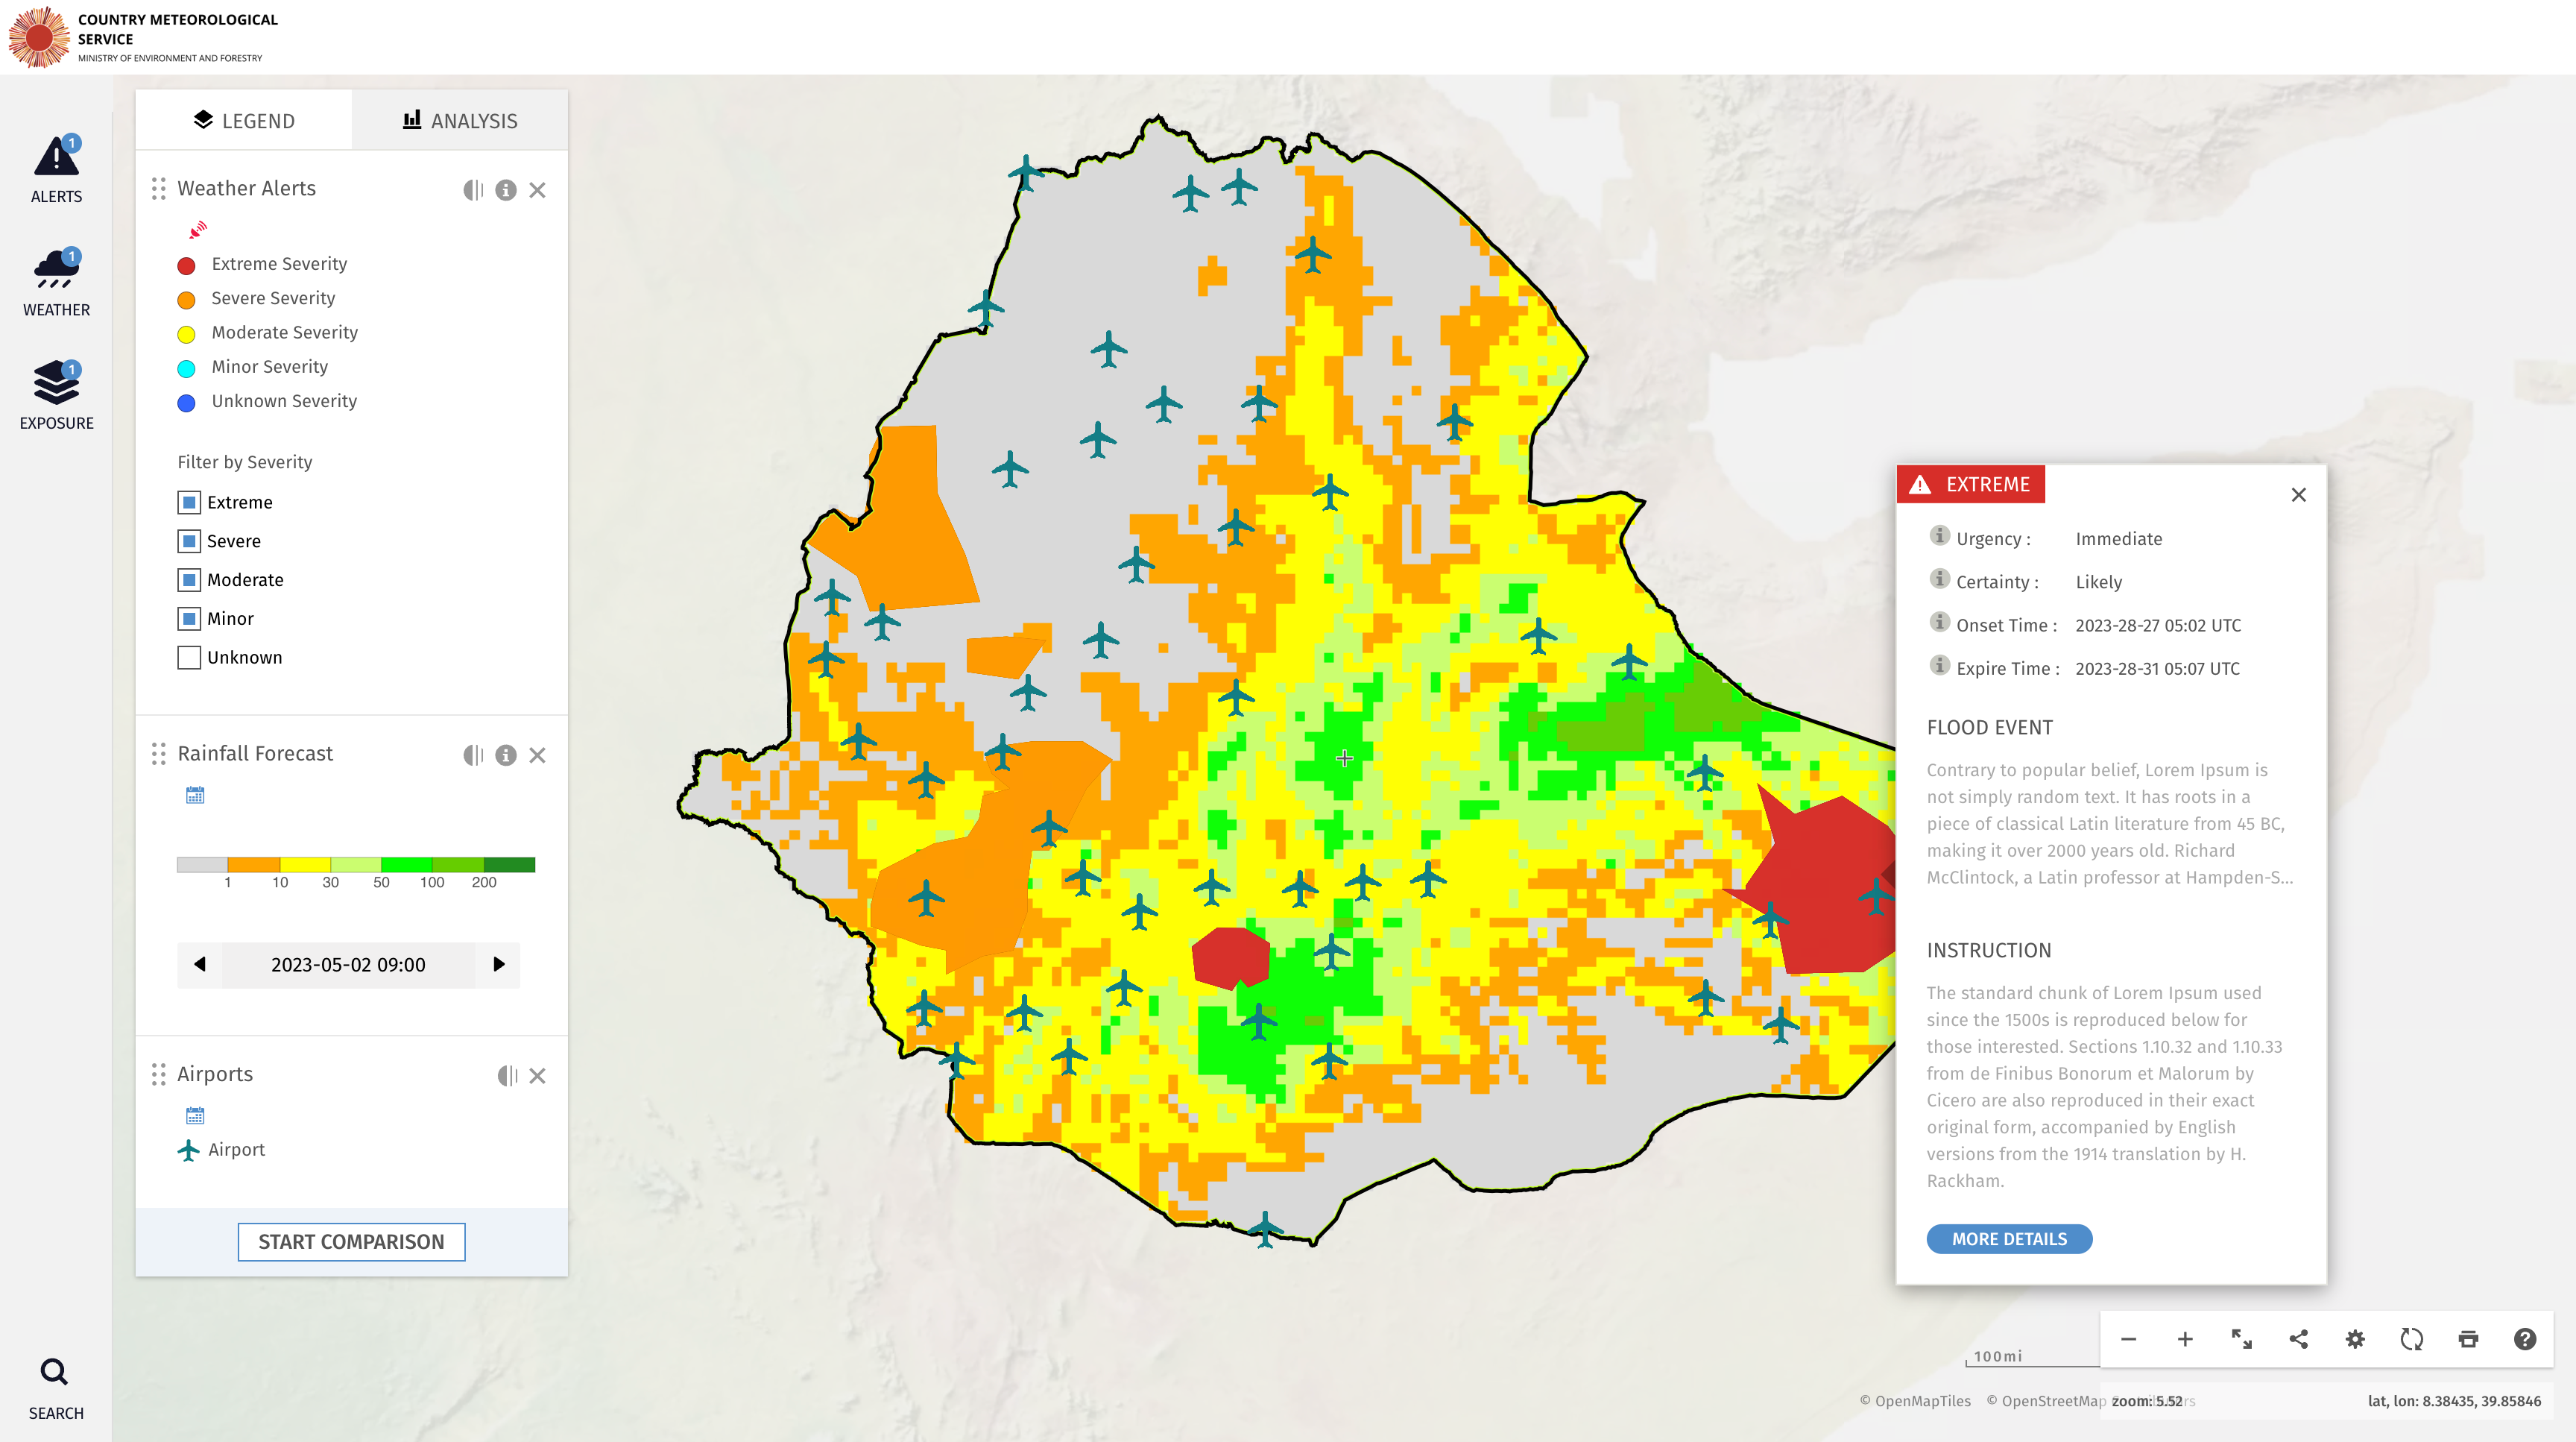 COUNTRY METEOROLOGICAL
SERVICE
MINISTRY OF ENVIRONMENT AND FORESTRY
1
ALERTS
1
WEATHER
1
EXPOSURE
SEARCH
LEGEND
ANALYSIS
Weather Alerts
Extreme Severity
Severe Severity
Moderate Severity
Minor Severity
Unknown Severity
Filter by Severity
Extreme
Severe
Moderate
Minor
Unknown
Rainfall Forecast
1 10 30 50 100 200
2023-05-02 09:00
Airports
Airport
START COMPARISON
EXTREME
Urgency : Immediate
Certainty : Likely
Onset Time : 2023-28-27 05:02 UTC
Expire Time : 2023-28-31 05:07 UTC
FLOOD EVENT
Contrary to popular belief, Lorem Ipsum is
not simply random text. It has roots in a
piece of classical Latin literature from 45 BC,
making it over 2000 years old. Richard
McClintock, a Latin professor at Hampden-S...
INSTRUCTION
The standard chunk of Lorem Ipsum used
since the 1500s is reproduced below for
those interested. Sections 1.10.32 and 1.10.33
from de Finibus Bonorum et Malorum by
Cicero are also reproduced in their exact
original form, accompanied by English
versions from the 1914 translation by H.
Rackham.
MORE DETAILS
100mi
© OpenMapTiles © OpenStreetMap
zoom: 5.52
lat, lon: 8.38435, 39.85846